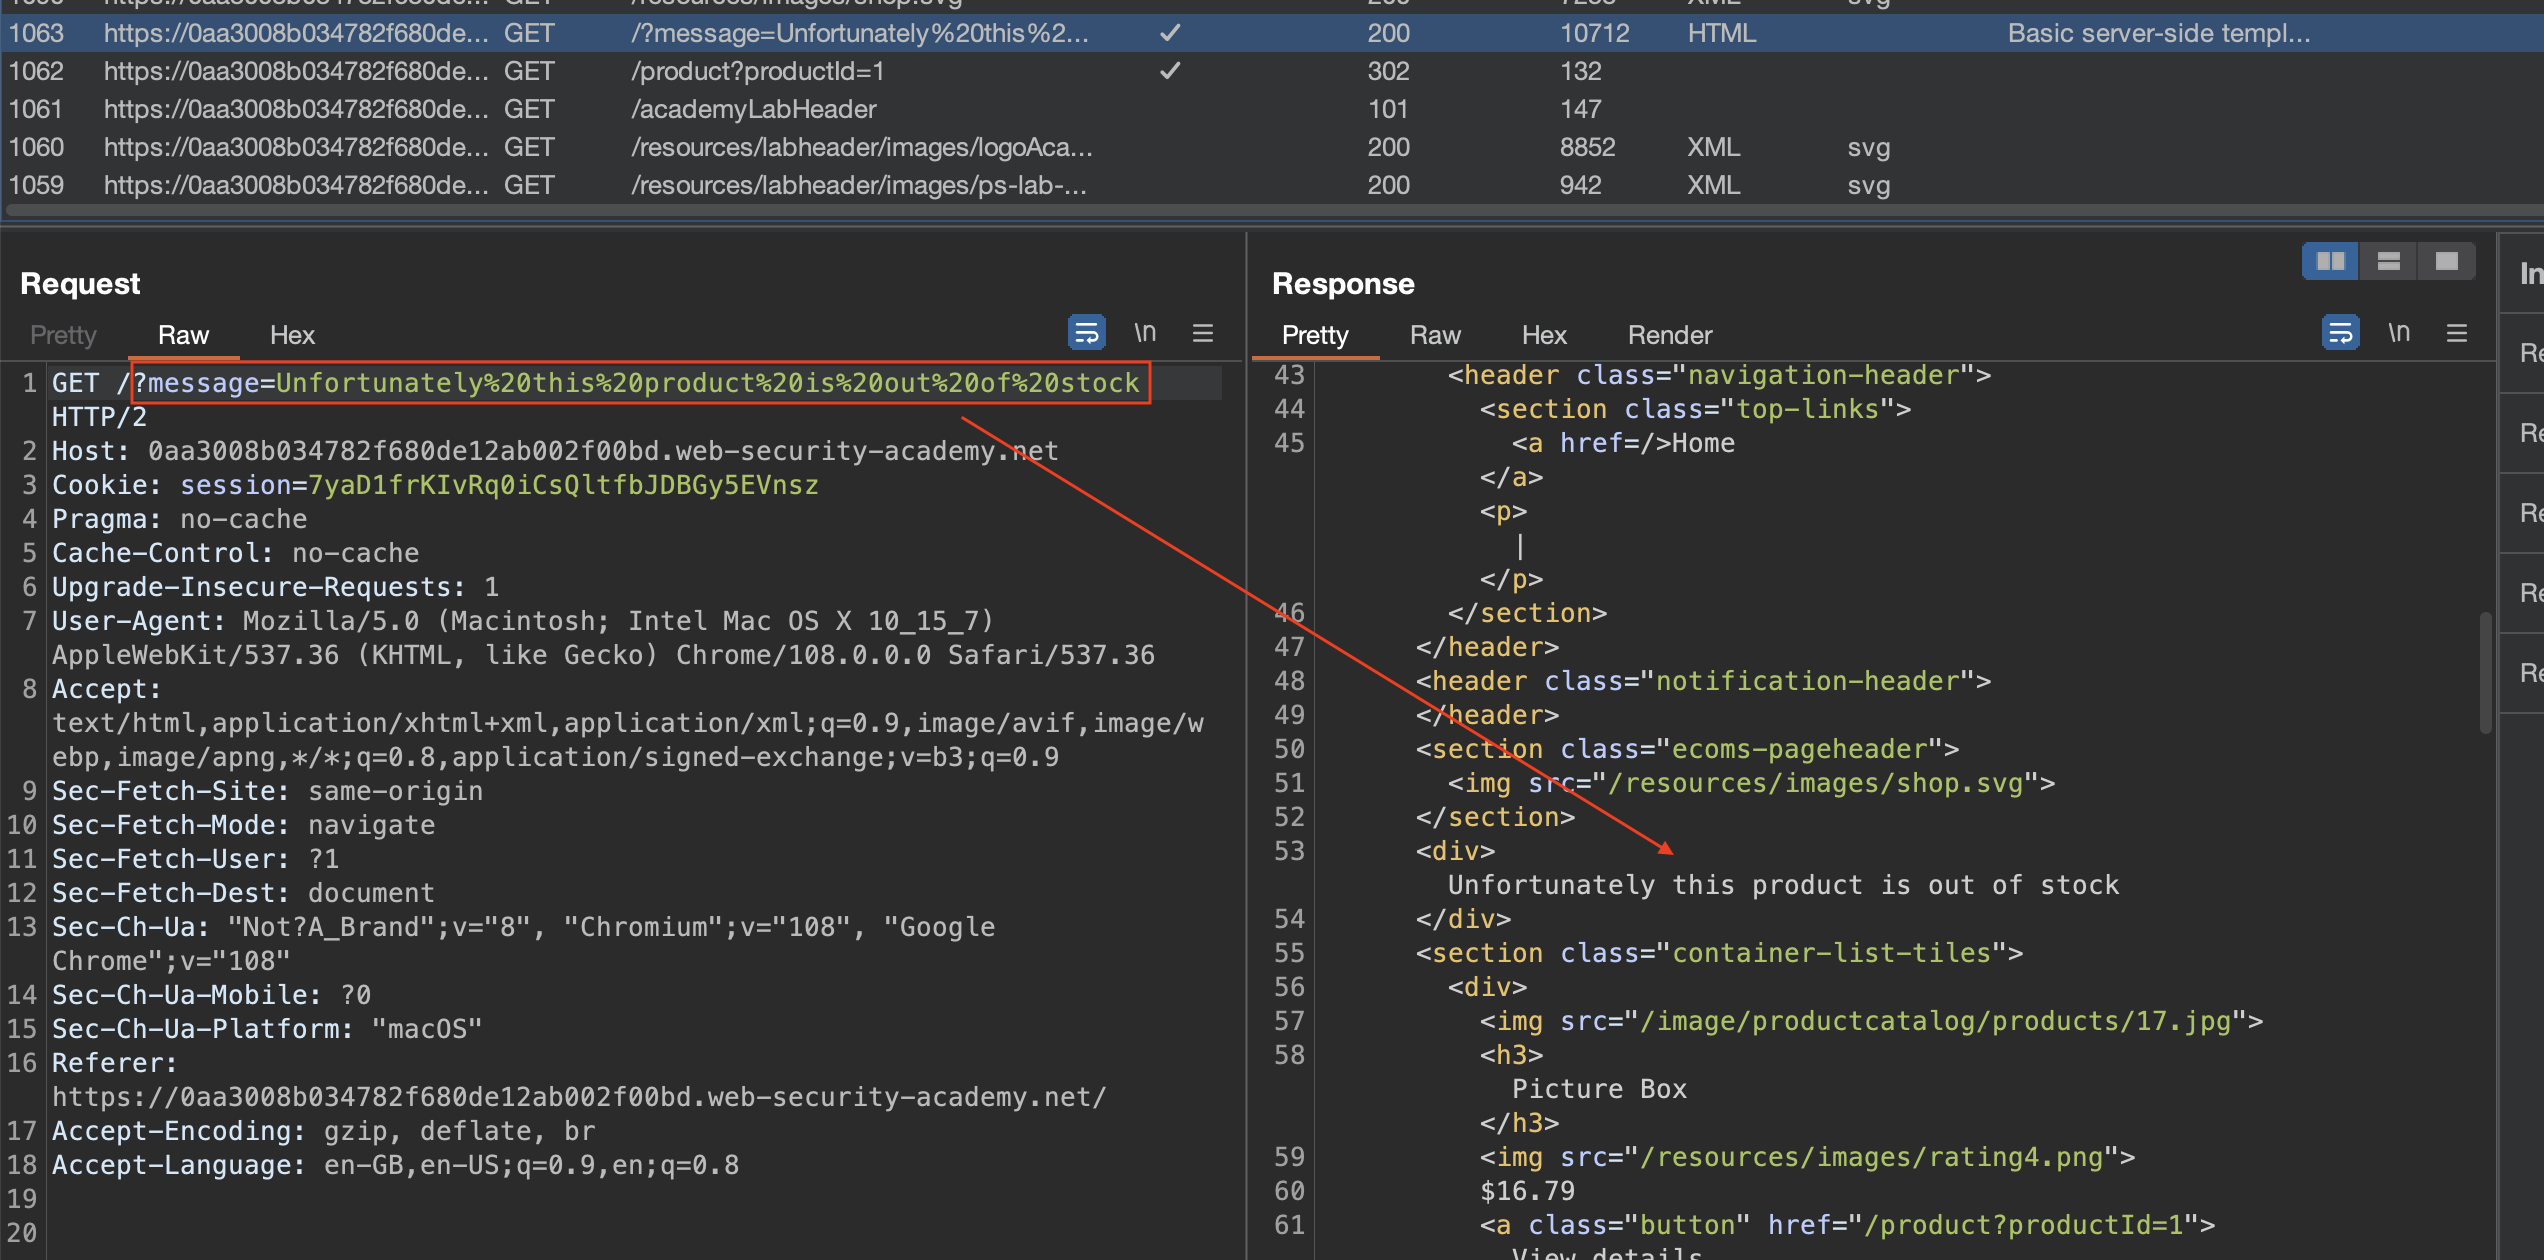 1063 https://0aa3008b034782f680de... GET /?message=Unfortunately%20this%2... ✓ 200 10712 HTML Basic server-side templ...
1062 https://0aa3008b034782f680de... GET /product?productId=1 ✓ 302 132
1061 https://0aa3008b034782f680de... GET /academyLabHeader 101 147
1060 https://0aa3008b034782f680de... GET /resources/labheader/images/logoAca... 200 8852 XML svg
1059 https://0aa3008b034782f680de... GET /resources/labheader/images/ps-lab-... 200 942 XML svg
Request
Pretty Raw Hex \n
1 GET /?message=Unfortunately%20this%20product%20is%20out%20of%20stock
HTTP/2
2 Host: 0aa3008b034782f680de12ab002f00bd.web-security-academy.net
3 Cookie: session=7yaD1frKIvRq0iCsQltfbJDBGy5EVnsz
4 Pragma: no-cache
5 Cache-Control: no-cache
6 Upgrade-Insecure-Requests: 1
7 User-Agent: Mozilla/5.0 (Macintosh; Intel Mac OS X 10_15_7)
AppleWebKit/537.36 (KHTML, like Gecko) Chrome/108.0.0.0 Safari/537.36
8 Accept:
text/html,application/xhtml+xml,application/xml;q=0.9,image/avif,image/w
ebp,image/apng,*/*;q=0.8,application/signed-exchange;v=b3;q=0.9
9 Sec-Fetch-Site: same-origin
10 Sec-Fetch-Mode: navigate
11 Sec-Fetch-User: ?1
12 Sec-Fetch-Dest: document
13 Sec-Ch-Ua: "Not?A_Brand";v="8", "Chromium";v="108", "Google
Chrome";v="108"
14 Sec-Ch-Ua-Mobile: ?0
15 Sec-Ch-Ua-Platform: "macOS"
16 Referer:
https://0aa3008b034782f680de12ab002f00bd.web-security-academy.net/
17 Accept-Encoding: gzip, deflate, br
18 Accept-Language: en-GB,en-US;q=0.9,en;q=0.8
19
20
Response
Pretty Raw Hex Render \n
43 <header class="navigation-header">
44 <section class="top-links">
45 <a href=/>Home
</a>
<p>
|
</p>
46 </section>
47 </header>
48 <header class="notification-header">
49 </header>
50 <section class="ecoms-pageheader">
51 <img src="/resources/images/shop.svg">
52 </section>
53 <div>
Unfortunately this product is out of stock
54 </div>
55 <section class="container-list-tiles">
56 <div>
57 <img src="/image/productcatalog/products/17.jpg">
58 <h3>
Picture Box
</h3>
59 <img src="/resources/images/rating4.png">
60 $16.79
61 <a class="button" href="/product?productId=1">
View details